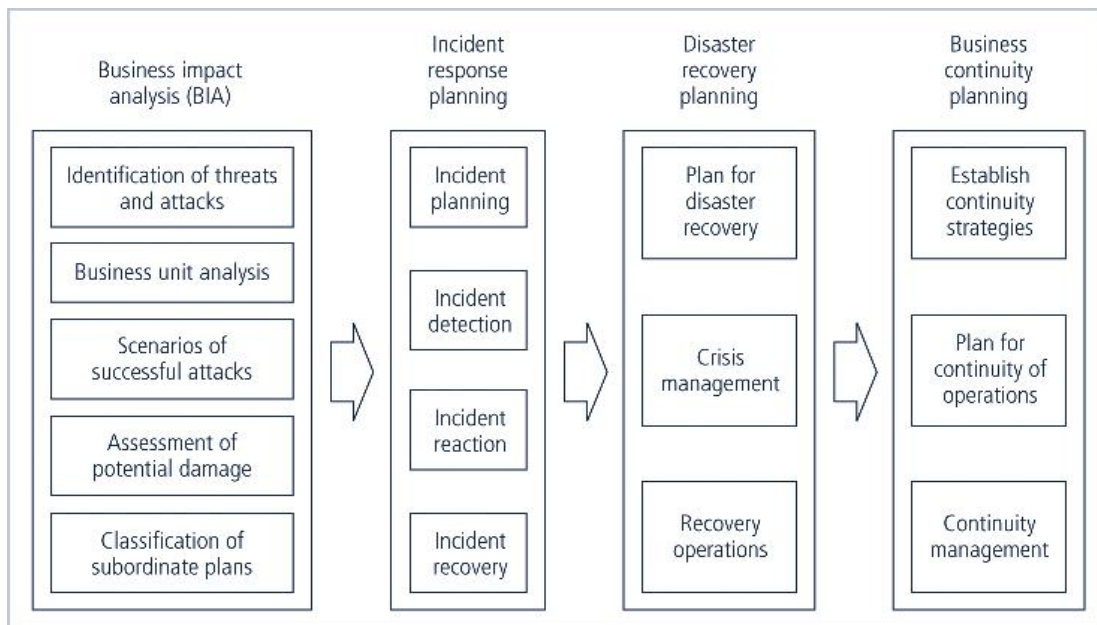 Business impact
analysis (BIA)
Identification of threats
and attacks
Business unit analysis
Scenarios of
successful attacks
Assessment of
potential damage
Classification of
subordinate plans
Incident
response
planning
Incident
planning
Incident
detection
Incident
reaction
Incident
recovery
Disaster
recovery
planning
Plan for
disaster
recovery
Crisis
management
Recovery
operations
Business
continuity
planning
Establish
continuity
strategies
Plan for
continuity of
operations
Continuity
management